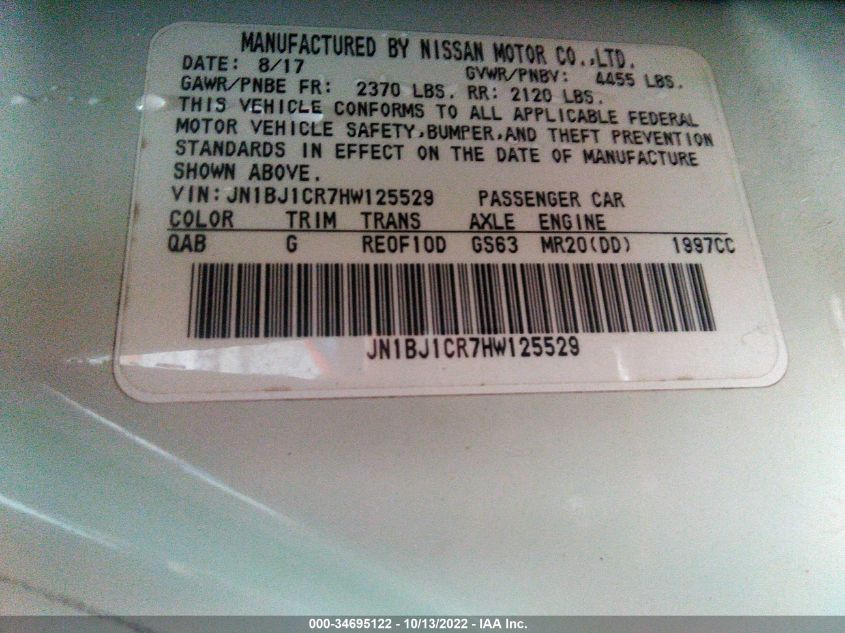 MANUFACTURED BY NISSAN MOTOR CO.,LTD.
DATE: 8/17 GVWR/PNBV: 4455 LBS.
GAWR/PNBE FR: 2370 LBS. RR: 2120 LBS.
THIS VEHICLE CONFORMS TO ALL APPLICABLE FEDERAL
MOTOR VEHICLE SAFETY,BUMPER,AND THEFT PREVENTION
STANDARDS IN EFFECT ON THE DATE OF MANUFACTURE
SHOWN ABOVE.
VIN: JN1BJ1CR7HW125529 PASSENGER CAR
COLOR TRIM TRANS AXLE ENGINE
QAB G RE0F10D GS63 MR20(DD) 1997CC
JN1BJ1CR7HW125529
000-34695122 - 10/13/2022 - IAA Inc.